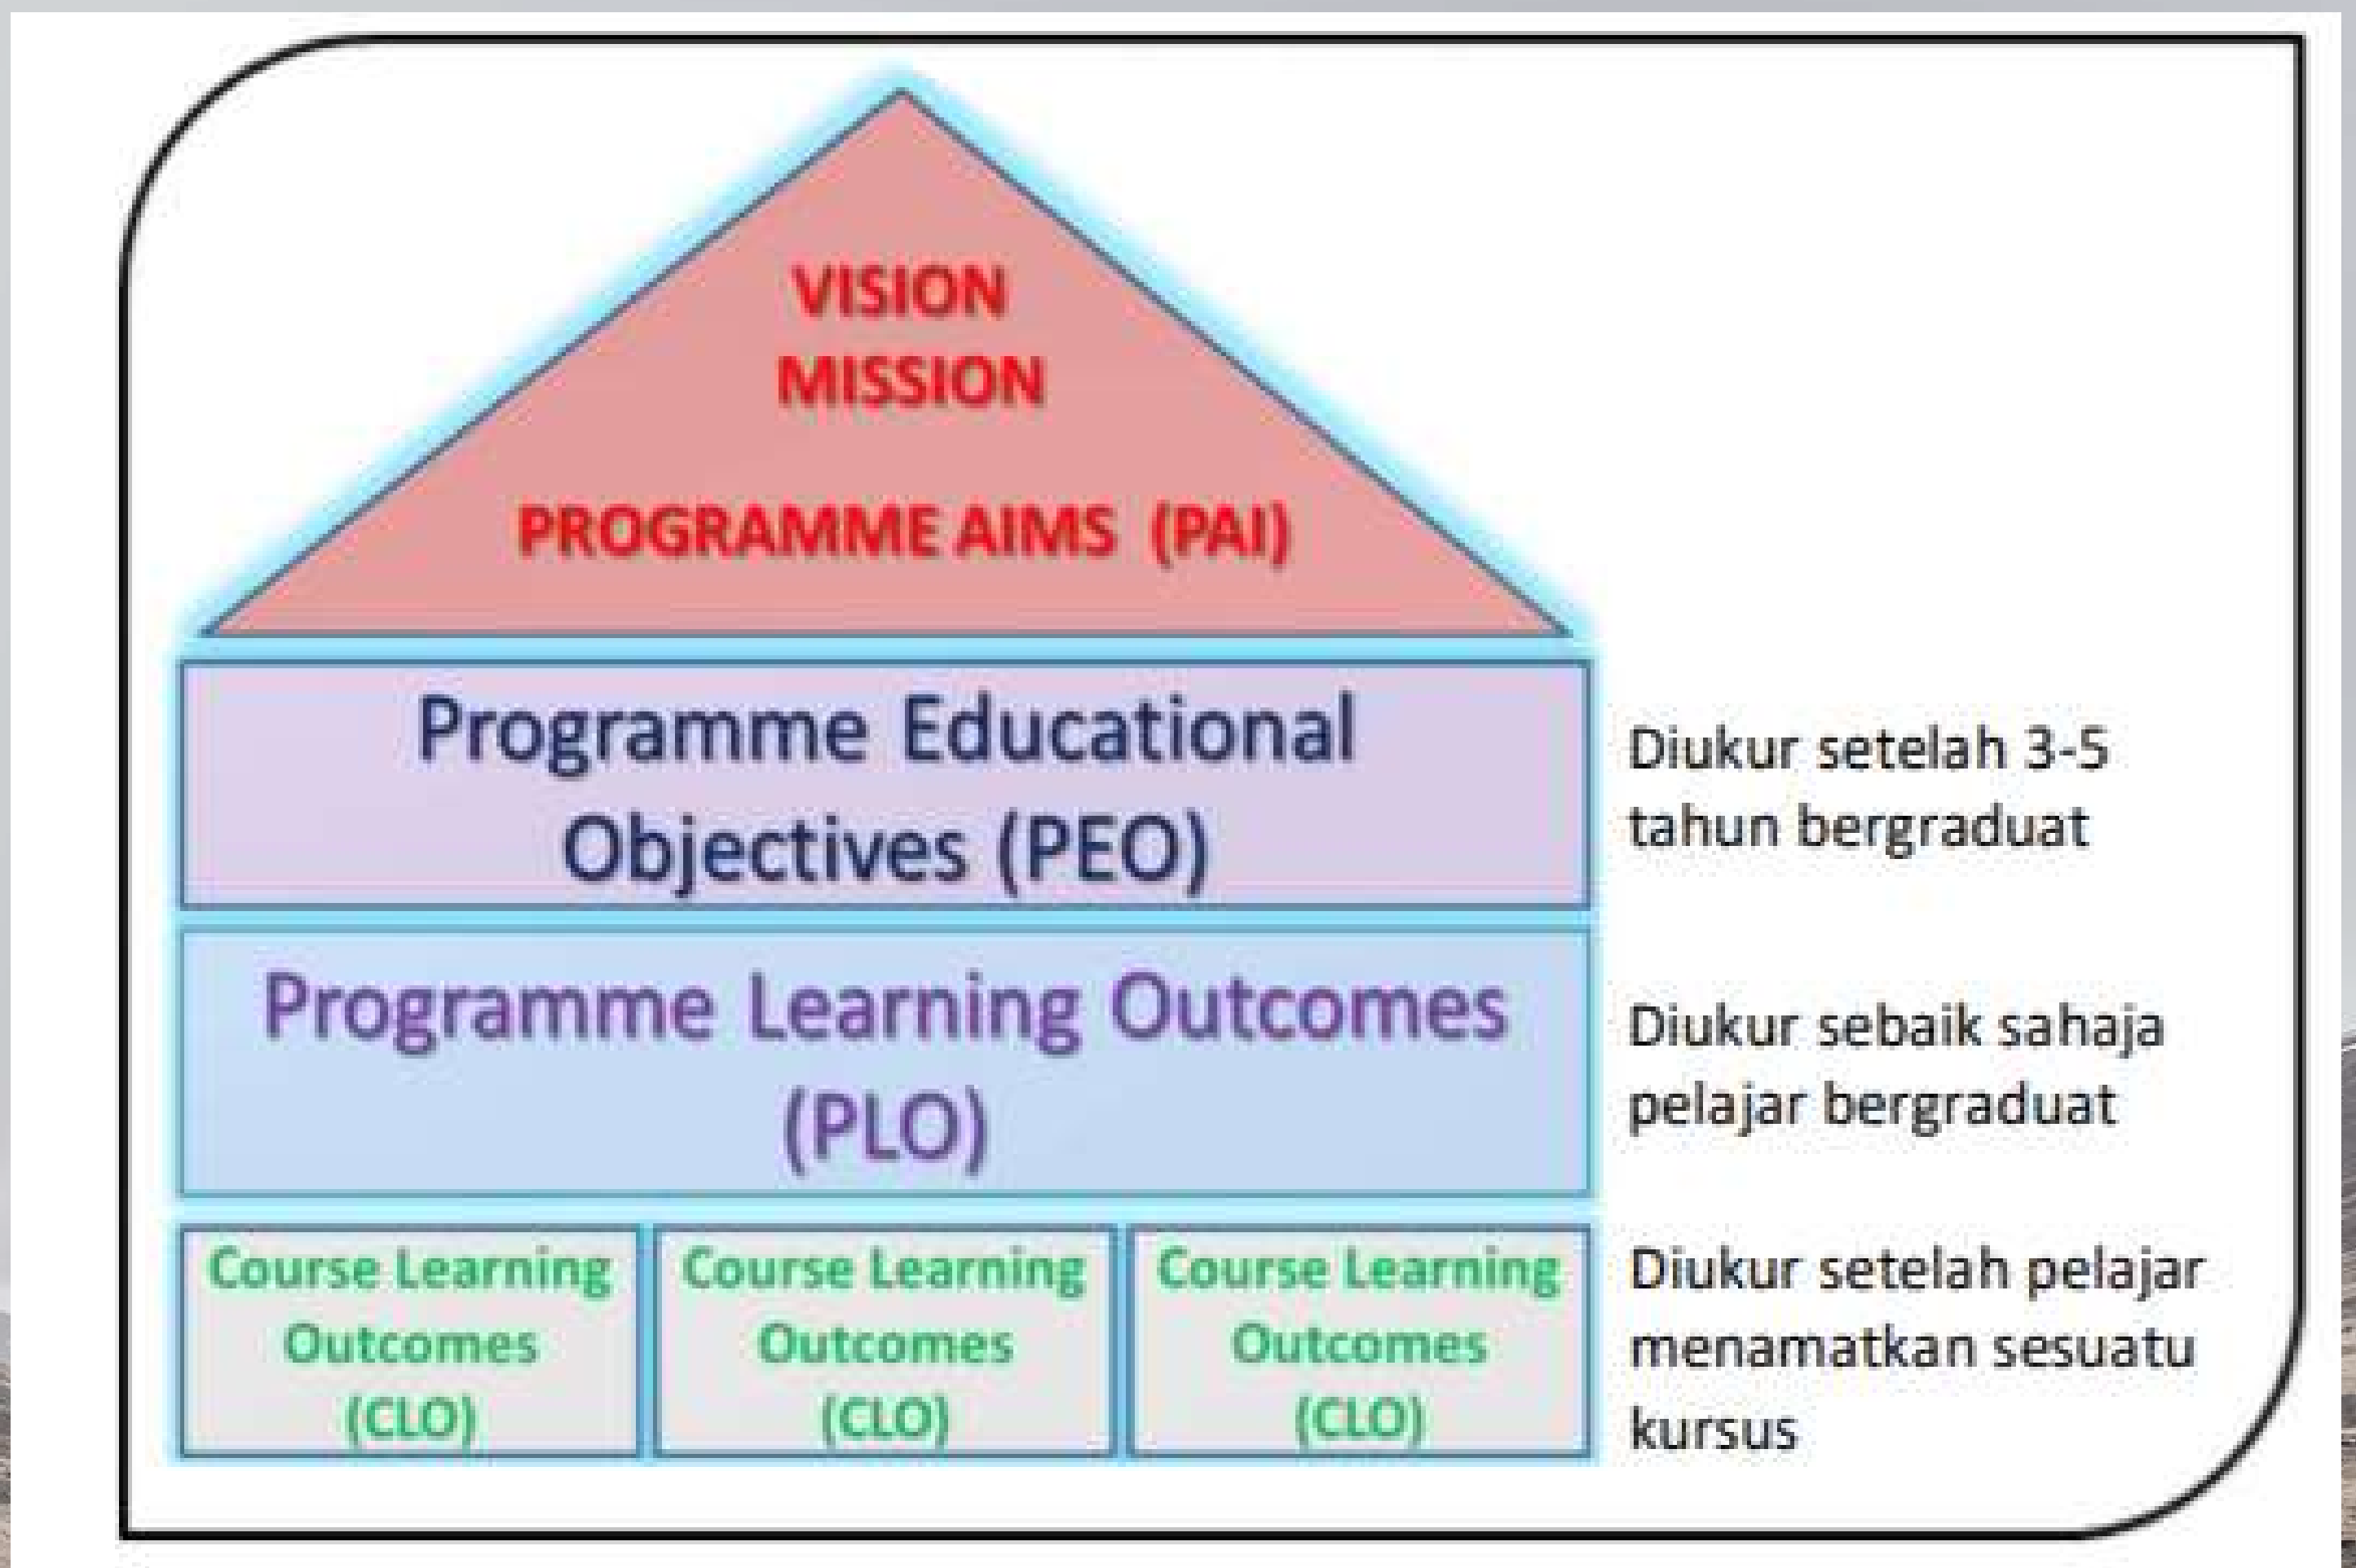 VISION
MISSION
PROGRAMME AIMS (PAI)
Programme Educational
Objectives (PEO)
Diukur setelah 3-5
tahun bergraduat
Programme Learning Outcomes
(PLO)
Diukur sebaik sahaja
pelajar bergraduat
Course Learning
Outcomes
(CLO)
Course Learning
Outcomes
(CLO)
Course Learning
Outcomes
(CLO)
Diukur setelah pelajar
menamatkan sesuatu
kursus